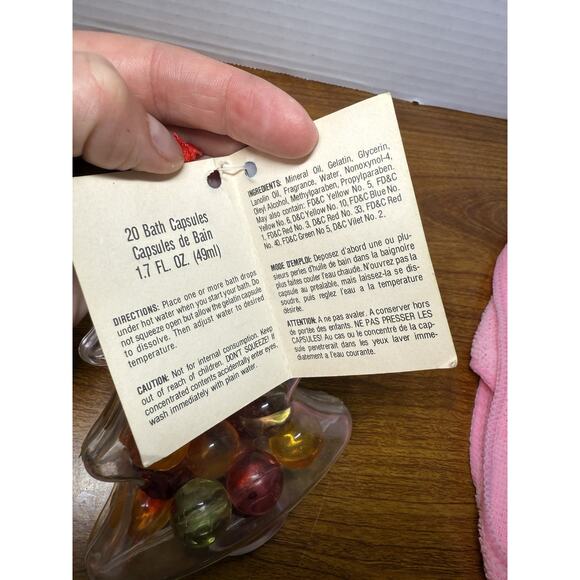 20 Bath Capsules
Capsules de Bain
1.7 FL. OZ. (49ml)
DIRECTIONS: Place one or more bath drops
under hot water when you start your bath. Do
not squeeze open but allow the gelatin capsule
to dissolve. Then adjust water to desired
temperature.
CAUTION: Not for internal consumption. Keep
out of reach of children. DON'T SQUEEZE! If
concentrated contents accidentally enter eyes,
wash immediately with plain water.
INGREDIENTS: Mineral Oil, Gelatin, Glycerin,
Lanolin Oil, Fragrance, Water, Nonoxynol-4,
Oleyl Alcohol, Methylparaben, Propylparaben.
May also contain: FD&C Yellow No. 5, FD&C
Yellow No. 6, D&C Yellow No. 10, FD&C Blue No.
1, FD&C Red No. 3, D&C Red No. 33, FD&C Red
No. 40, FD&C Green No 5, D&C Vilet No. 2.
MODE D'EMPLOI: Deposez d'abord une ou plu-
sieurs perles d'huile de bain dans la baignoire
plus faites couler l'eau chaude. N'ouvrez pas la
capsule au préalable, mais laissez-la se dis-
soudrs, puis reglez l'eau a la temperature
désirée.
ATTENTION: A ne pas avaler. A conserver hors
de portée des enfants. NE PAS PRESSER LES
CAPSULES! Au cas ou le concentré de la cap-
sule penetrerait dans les yeux laver imme-
diatement a l'eau courante.